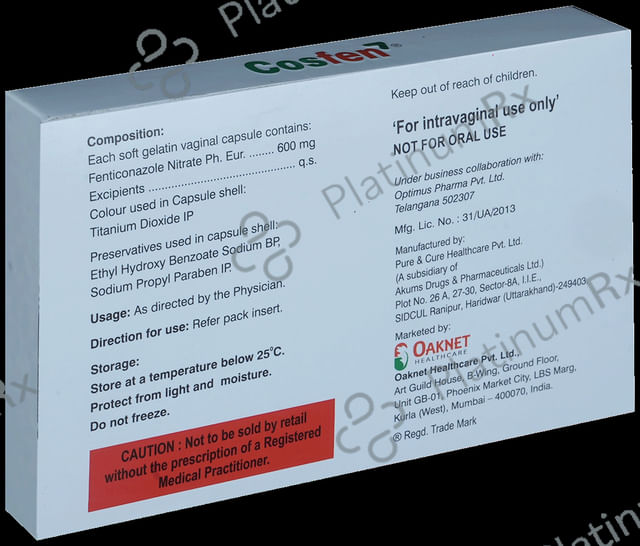 Cosfen 7®
Composition:
Each soft gelatin vaginal capsule contains:
Fenticonazole Nitrate Ph. Eur. ........ 600 mg
Excipients ........................................ q.s.
Colour used in Capsule shell:
Titanium Dioxide IP
Preservatives used in capsule shell:
Ethyl Hydroxy Benzoate Sodium BP,
Sodium Propyl Paraben IP.
Usage: As directed by the Physician.
Direction for use: Refer pack insert.
Storage:
Store at a temperature below 25°C.
Protect from light and moisture.
Do not freeze.
CAUTION : Not to be sold by retail
without the prescription of a Registered
Medical Practitioner.
Keep out of reach of children.
'For intravaginal use only'
NOT FOR ORAL USE
Under business collaboration with:
Optimus Pharma Pvt. Ltd.
Telangana 502307
Mfg. Lic. No. : 31/UA/2013
Manufactured by:
Pure & Cure Healthcare Pvt. Ltd.
(A subsidiary of
Akums Drugs & Pharmaceuticals Ltd.)
Plot No. 26 A, 27-30, Sector-8A, I.I.E.,
SIDCUL Ranipur, Haridwar (Uttarakhand)-249403
Marketed by:
OAKNET
HEALTHCARE
Oaknet Healthcare Pvt. Ltd.,
Art Guild House, B-Wing, Ground Floor,
Unit GB-01, Phoenix Market City, LBS Marg,
Kurla (West), Mumbai – 400070, India.
® Regd. Trade Mark
PlatinumRx
PlatinumRx
PlatinumRx